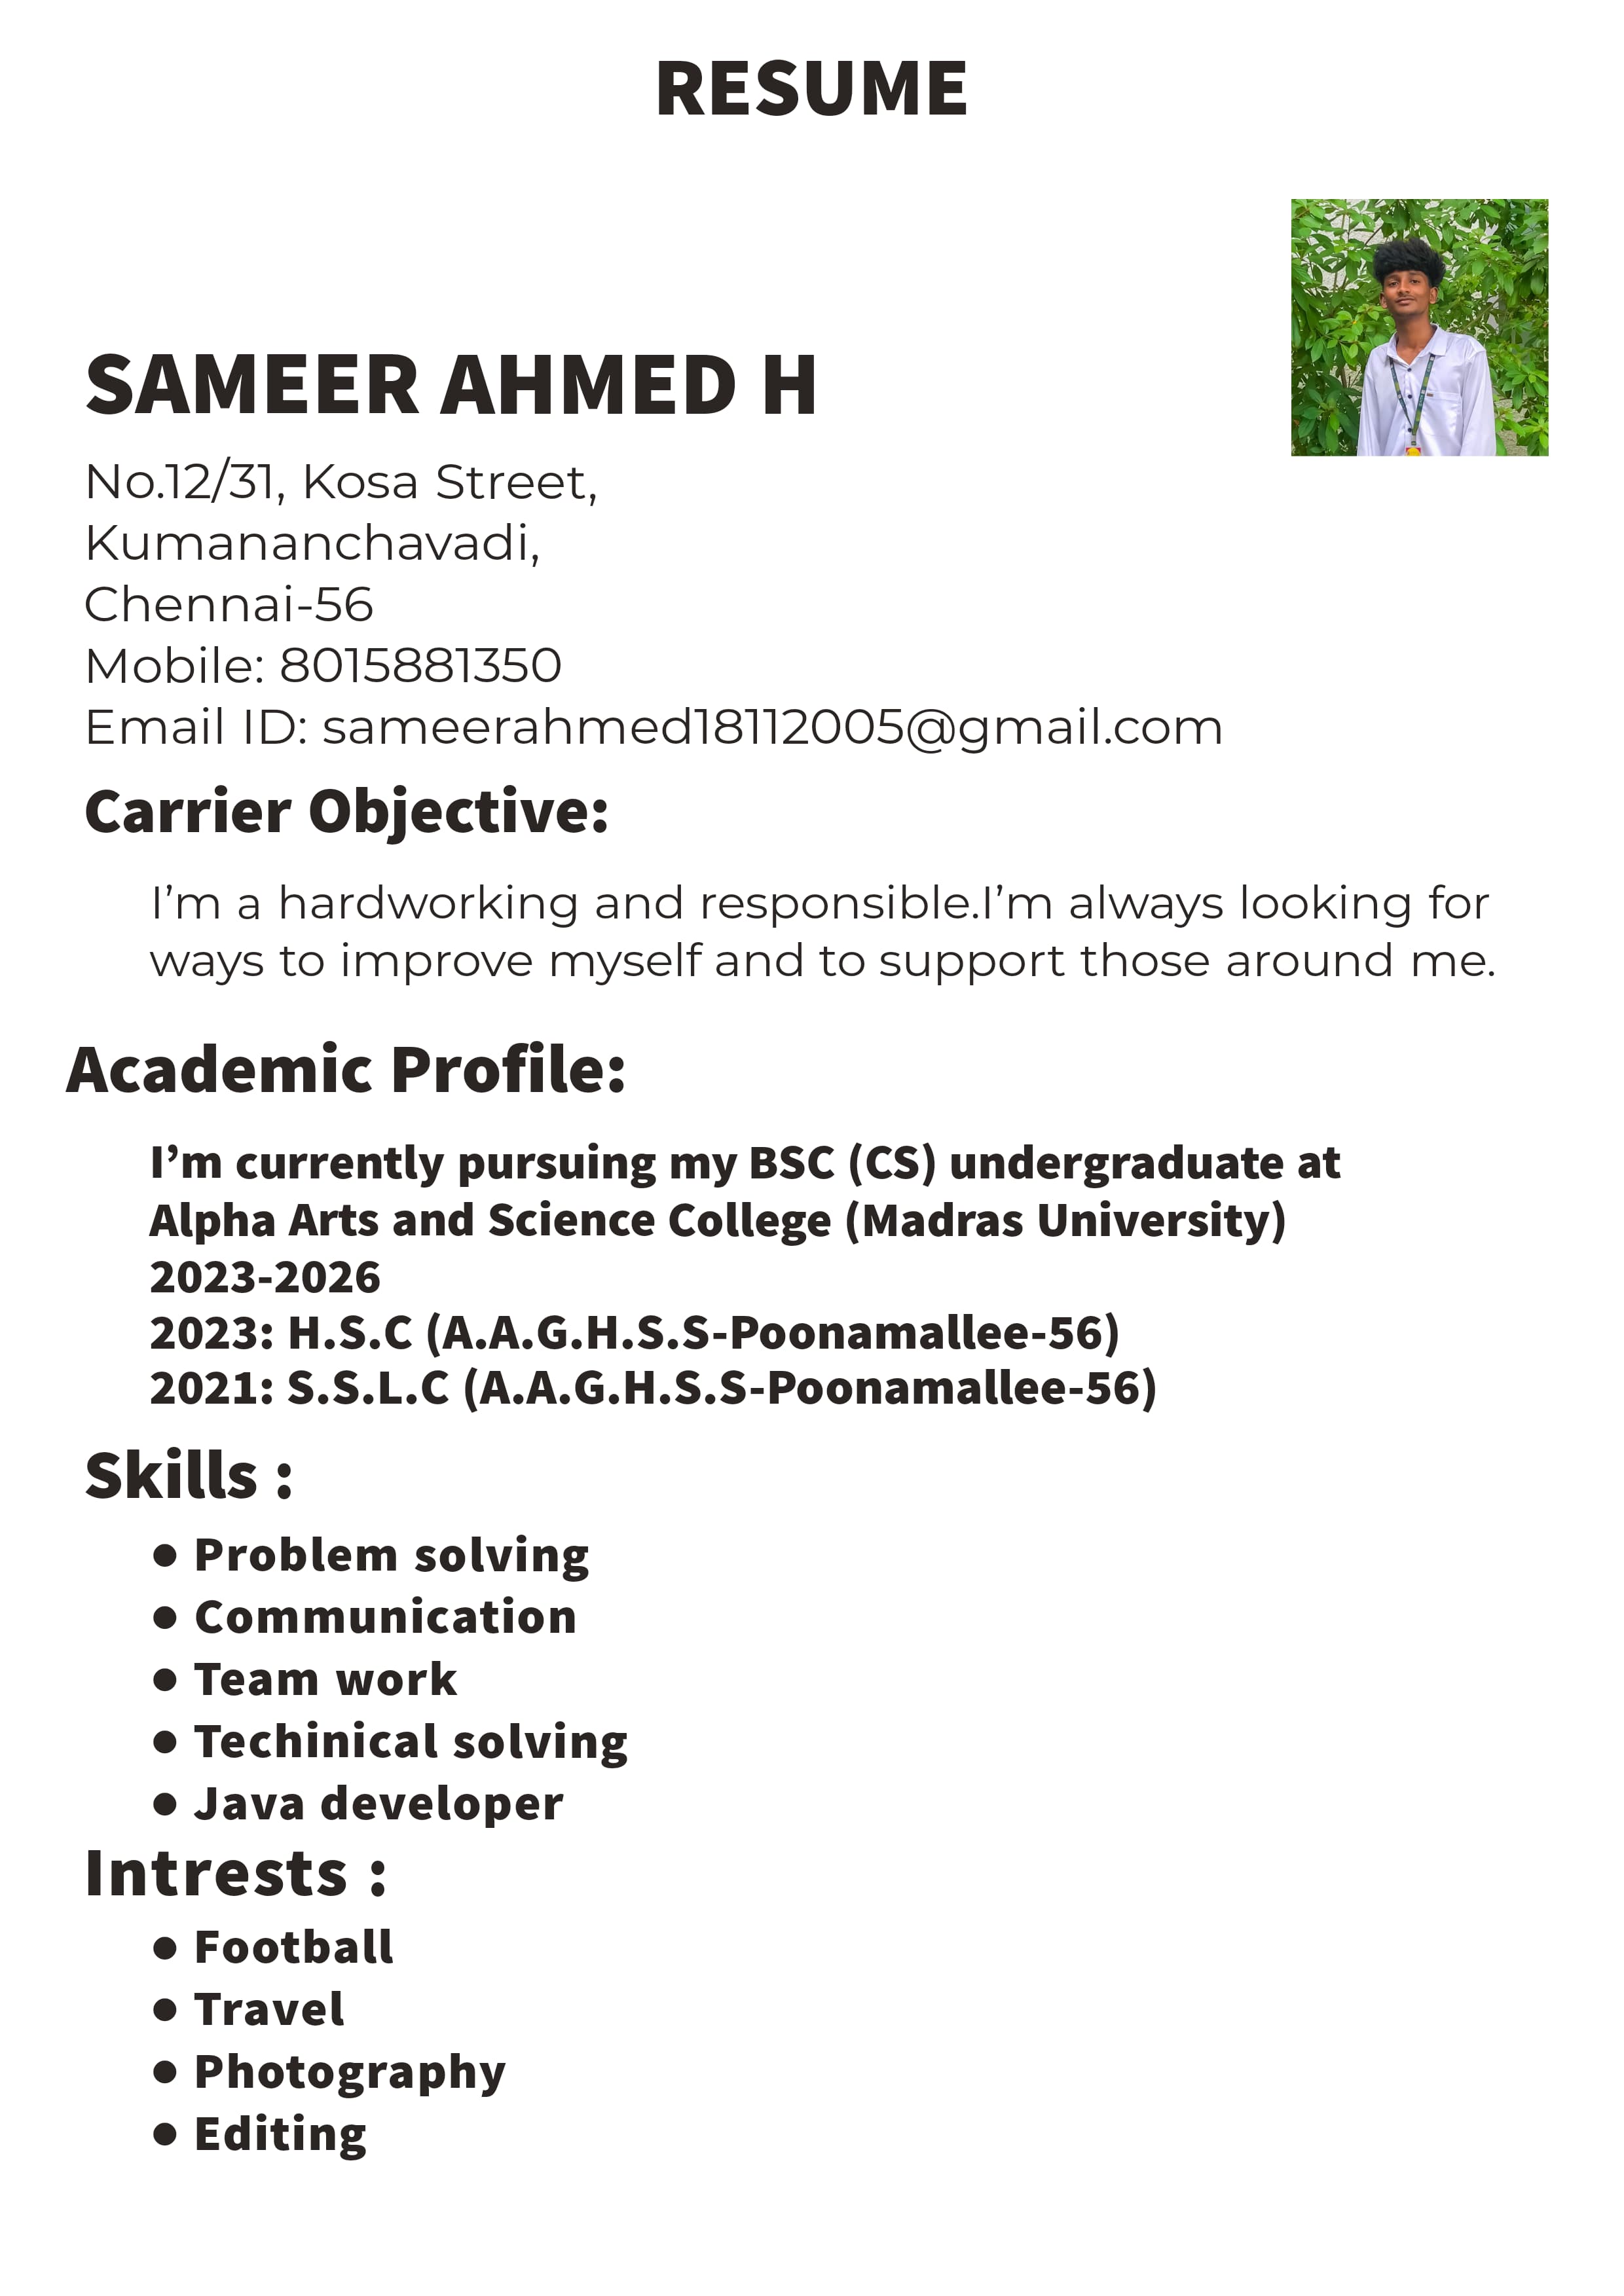 RESUME
SAMEER AHMED H
No.12/31, Kosa Street,
Kumananchavadi,
Chennai-56
Mobile: 8015881350
Email ID: sameerahmed18112005@gmail.com
Carrier Objective:
I’m a hardworking and responsible.I’m always looking for
ways to improve myself and to support those around me.
Academic Profile:
I’m currently pursuing my BSC (CS) undergraduate at
Alpha Arts and Science College (Madras University)
2023-2026
2023: H.S.C (A.A.G.H.S.S-Poonamallee-56)
2021: S.S.L.C (A.A.G.H.S.S-Poonamallee-56)
Skills :
● Problem solving
● Communication
● Team work
● Techinical solving
● Java developer
Intrests :
● Football
● Travel
● Photography
● Editing